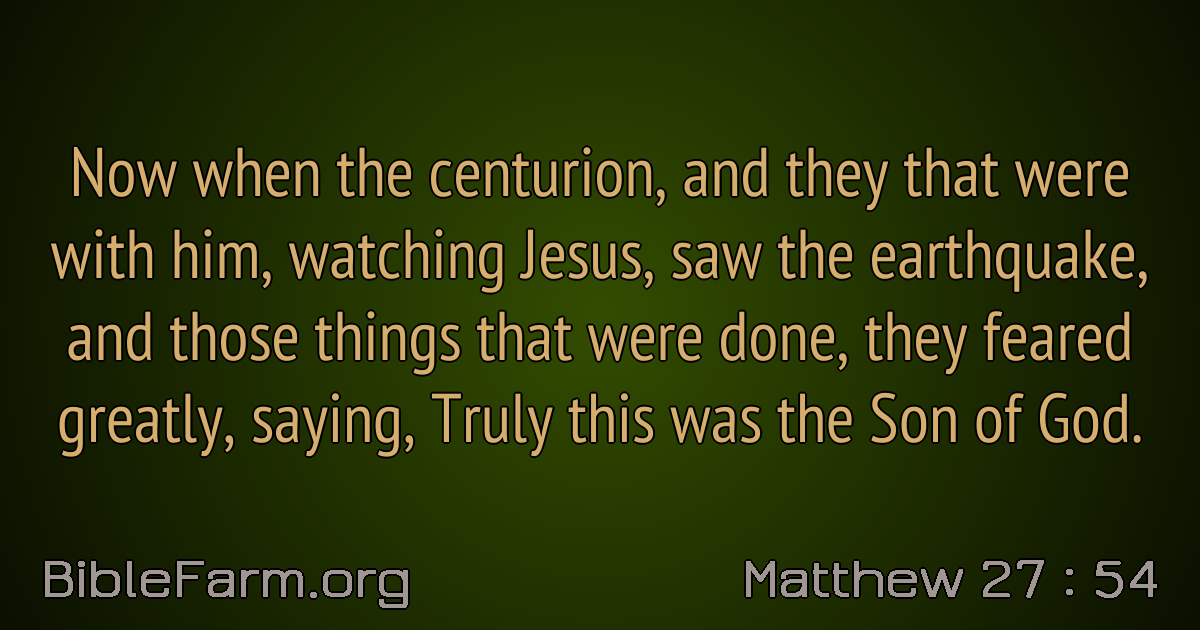 Now when the centurion, and they that were
with him, watching Jesus, saw the earthquake,
and those things that were done, they feared
greatly, saying, Truly this was the Son of God.
BibleFarm.org
Matthew 27 : 54